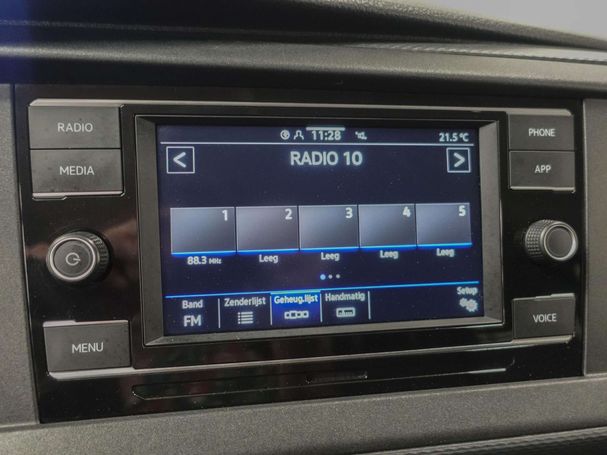 RADIO
MEDIA
MENU
11:28
21.5 °C
<
RADIO 10
>
1
2
3
4
5
88.3 MHz
Leeg
Leeg
Leeg
Leeg
Band
FM
Zenderlijst
Geheug.lijst
Handmatig
Setup
PHONE
APP
VOICE